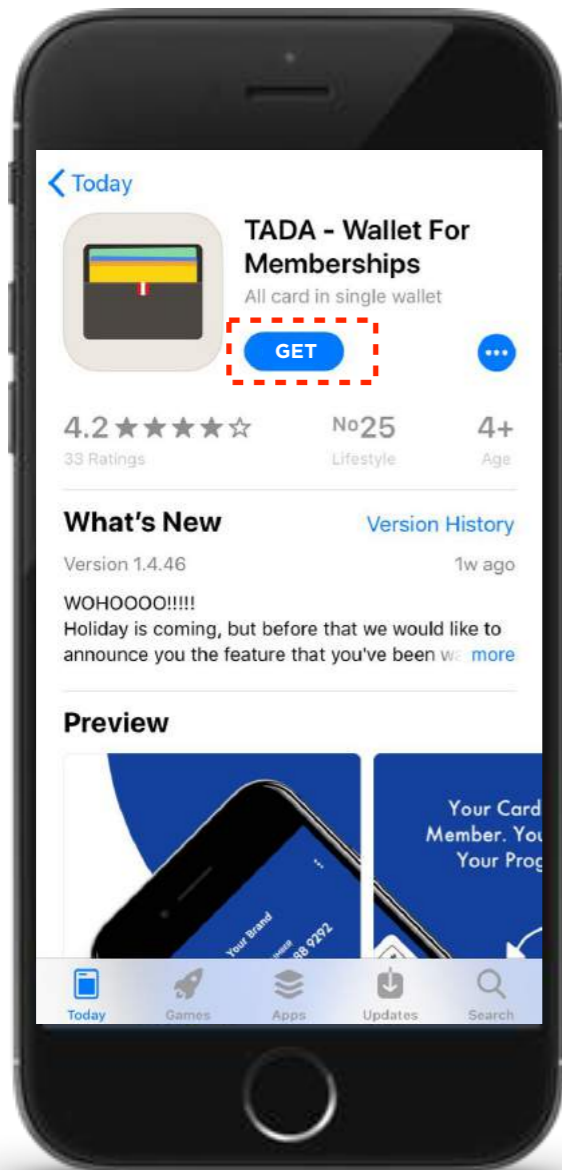 Today
TADA - Wallet For
Memberships
All card in single wallet
GET
4.2
No25
4+
33 Ratings
Lifestyle
Age
What's New
Version History
Version 1.4.46
1w ago
WOHOOOO!!!!!
Holiday is coming, but before that we would like to
announce you the feature that you've been
more
Preview
Your Brand
88 9292
Your Card
Member. You
Your Prog
Today
Games
Apps
Updates
Search